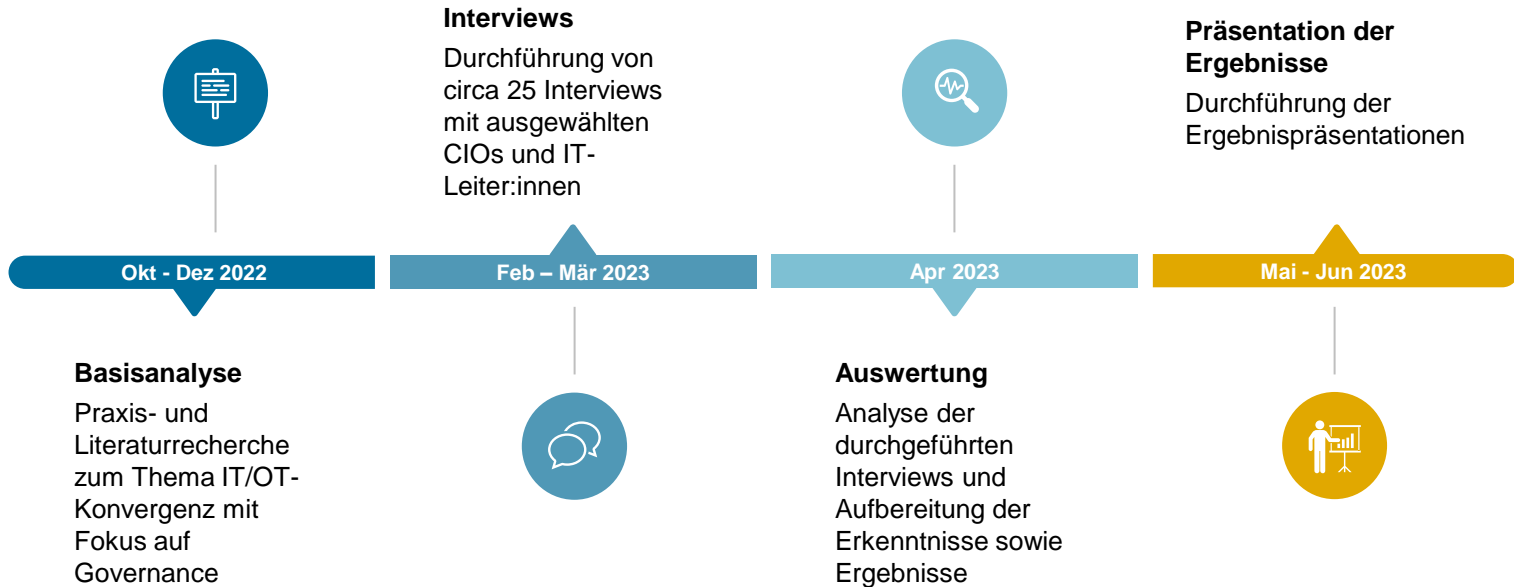 Interviews
Durchführung von
circa 25 Interviews
mit ausgewählten
CIOs und IT-
Leiter:innen
Präsentation der
Ergebnisse
Durchführung der
Ergebnispräsentationen
Okt - Dez 2022
Feb – Mär 2023
Apr 2023
Mai - Jun 2023
Basisanalyse
Praxis- und
Literaturrecherche
zum Thema IT/OT-
Konvergenz mit
Fokus auf
Governance
Auswertung
Analyse der
durchgeführten
Interviews und
Aufbereitung der
Erkenntnisse sowie
Ergebnisse